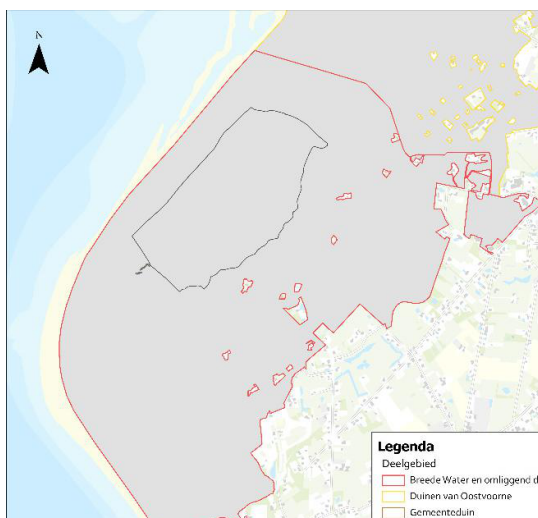 N
Legenda
Deelgebied
Breede Water en omliggend d
Duinen van Oostvoorne
Gemeenteduin